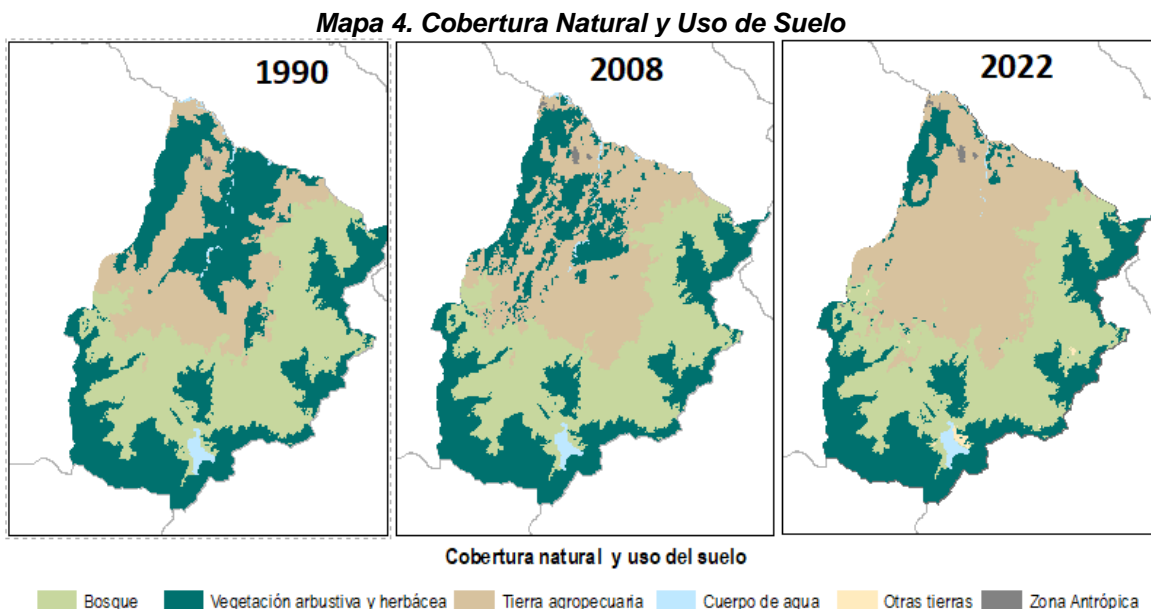 Mapa 4. Cobertura Natural y Uso de Suelo
1990
2008
2022
Cobertura natural y uso del suelo
Bosque
Vegetación arbustiva y herbácea
Tierra agropecuaria
Cuerpo de agua
Otras tierras
Zona Antrópica